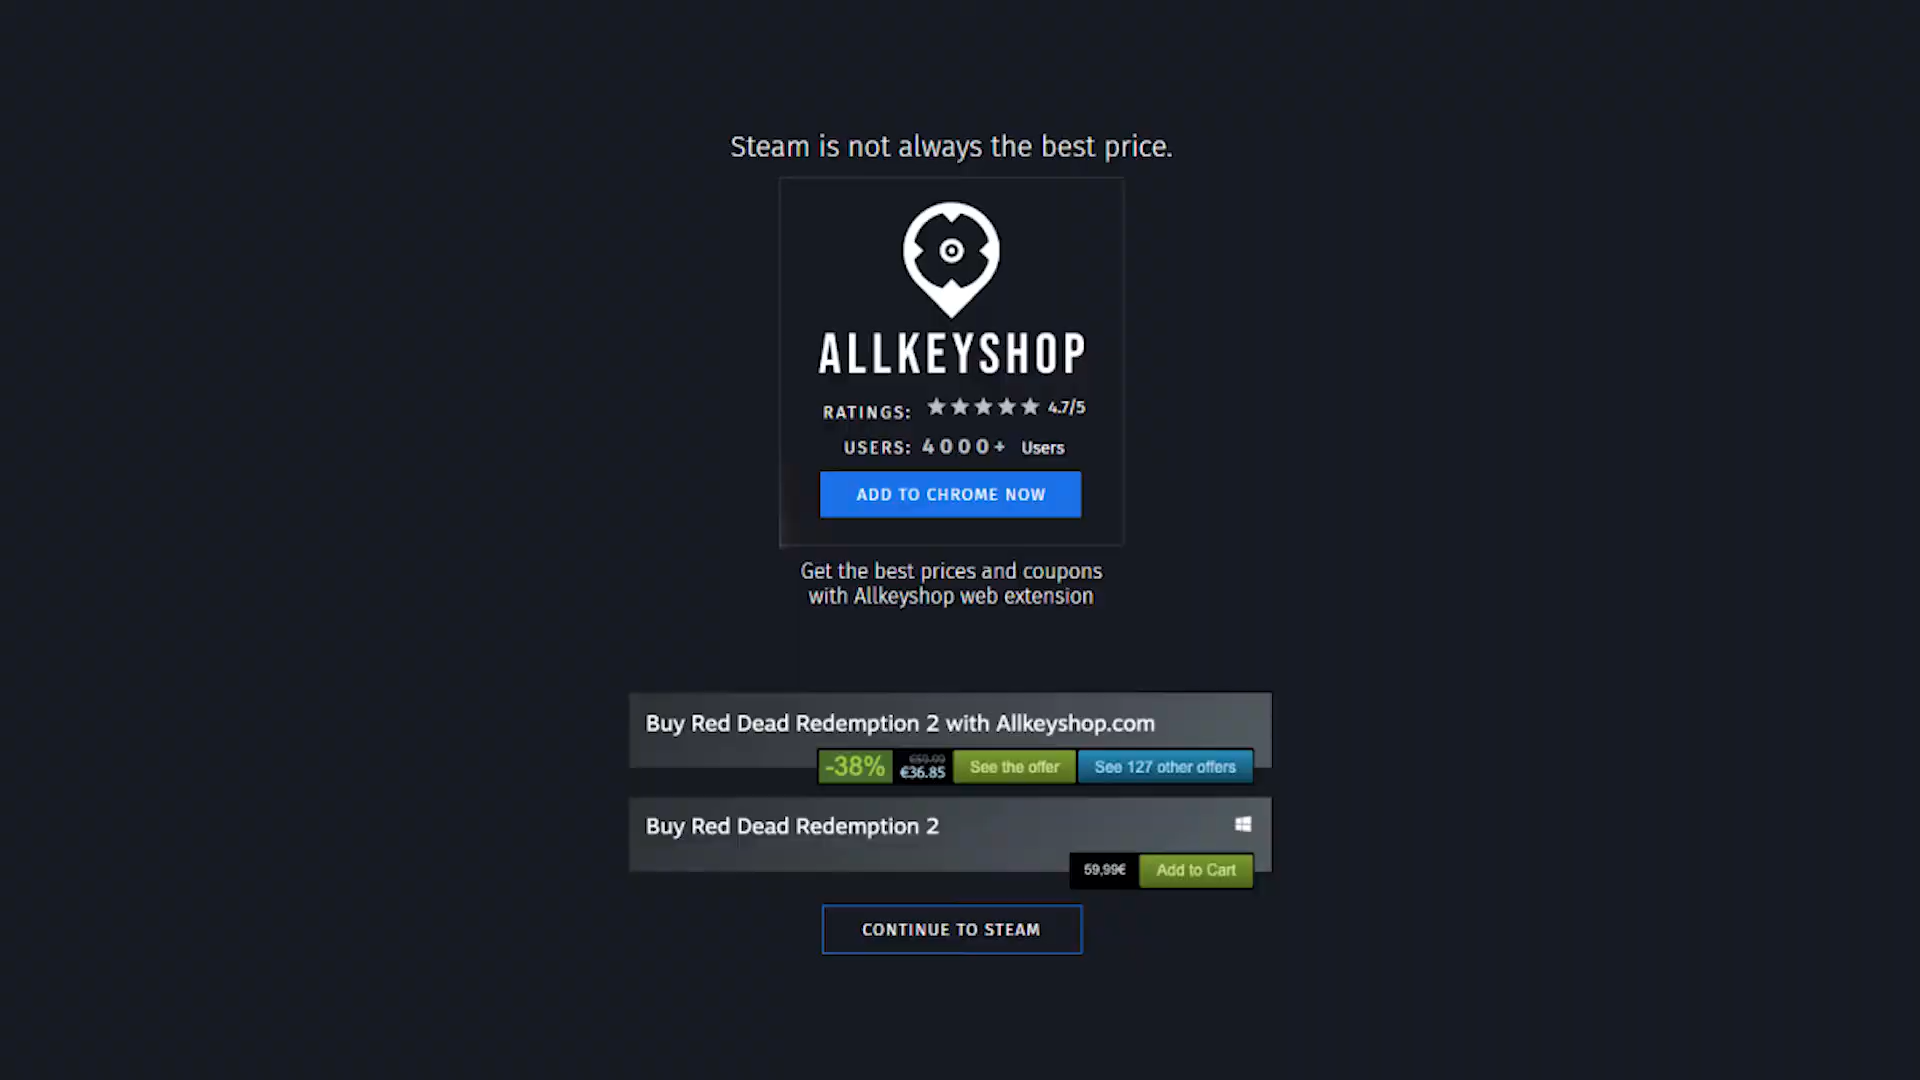 Steam is not always the best price.
ALLKEYSHOP
RATINGS: ★★★★★ 4.7/5
USERS: 4000+ Users
ADD TO CHROME NOW
Get the best prices and coupons
with Allkeyshop web extension
Buy Red Dead Redemption 2 with Allkeyshop.com
-38% €59.99 €36.85 See the offer See 127 other offers
Buy Red Dead Redemption 2
59,99€ Add to Cart
CONTINUE TO STEAM